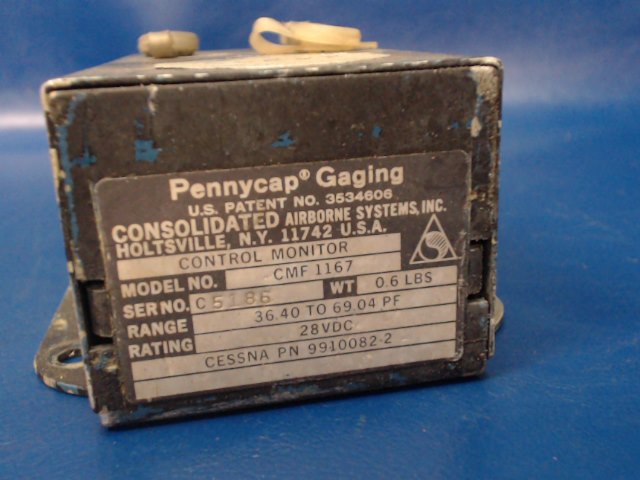 Pennycap® Gaging
U.S. PATENT NO. 3534606
CONSOLIDATED AIRBORNE SYSTEMS, INC.
HOLTSVILLE, N.Y. 11742 U.S.A.
CONTROL MONITOR
MODEL NO. CMF 1167
SER NO. C5186 WT 0.6 LBS
RANGE 36.40 TO 69.04 PF
RATING 28VDC
CESSNA PN 9910082-2